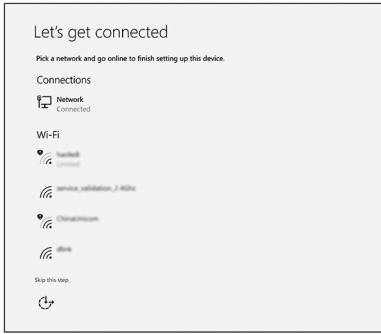 Let's get connected
Pick a network and go online to finish setting up this device.
Connections
Network
Connected
Wi-Fi
Limited
service_validation_2.4Ghz
ChinaUnicom
dlink
Skip this step